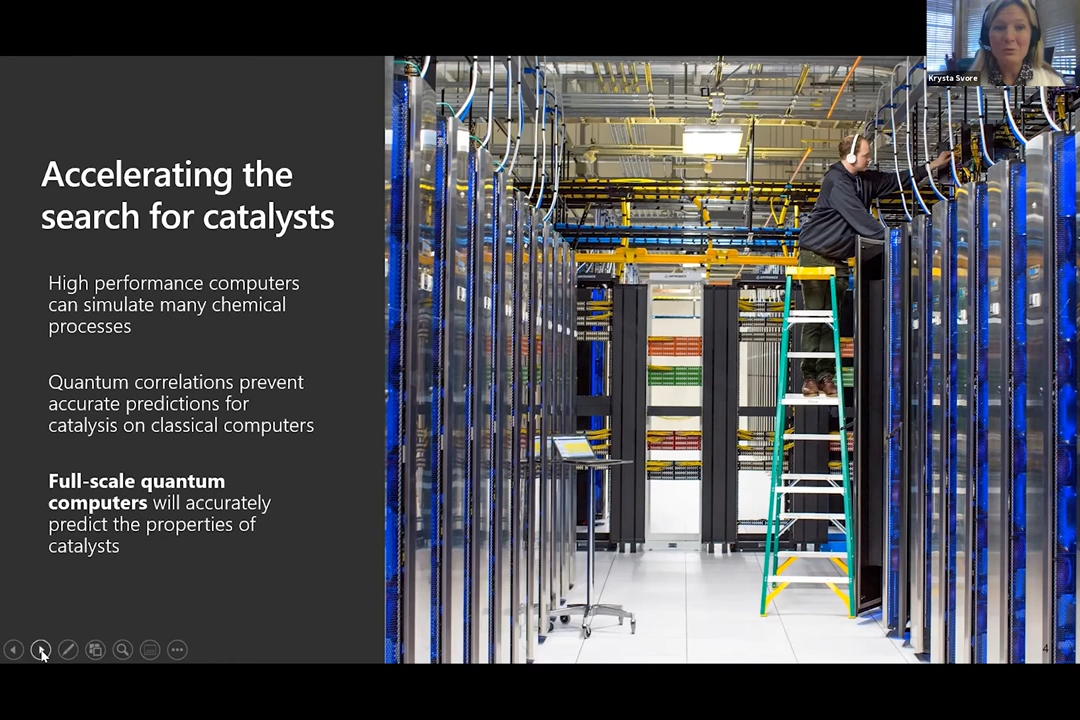 Krysta Svore
Accelerating the
search for catalysts
High performance computers
can simulate many chemical
processes
Quantum correlations prevent
accurate predictions for
catalysis on classical computers
Full-scale quantum
computers will accurately
predict the properties of
catalysts
4